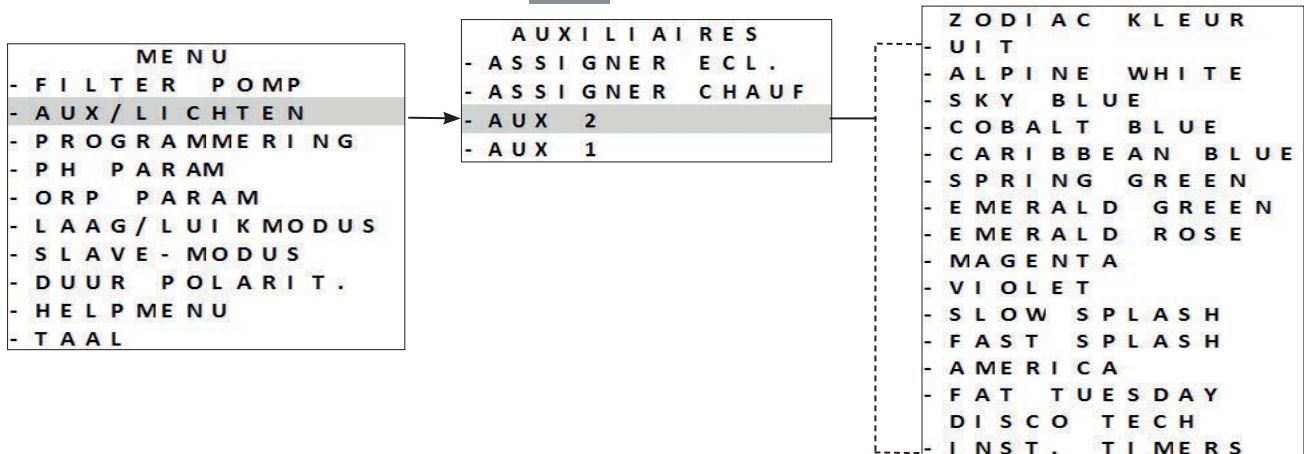 MENU
- FILTER POMP
- AUX/LICHTEN
- PROGRAMMERING
- PH PARAM
- ORP PARAM
- LAAG/LUIKMODUS
- SLAVE-MODUS
- DUUR POLARIT.
- HELPMENU
- TAAL
AUXILIAIRES
- ASSIGNER ECL.
- ASSIGNER CHAUF
- AUX 2
- AUX 1
ZODIAC KLEUR
- UIT
- ALPINE WHITE
- SKY BLUE
- COBALT BLUE
- CARIBBEAN BLUE
- SPRING GREEN
- EMERALD GREEN
- EMERALD ROSE
- MAGENTA
- VIOLET
- SLOW SPLASH
- FAST SPLASH
- AMERICA
- FAT TUESDAY
DISCO TECH
- INST. TIMERS